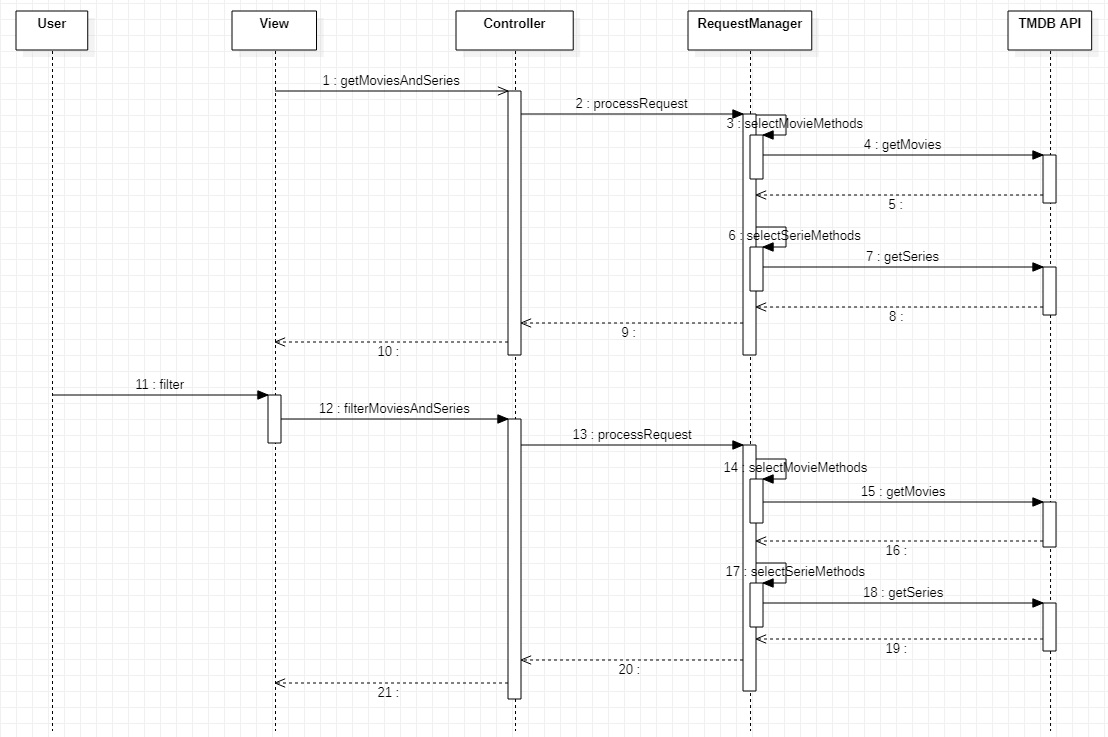 User
View
Controller
RequestManager
TMDB API
1 : getMoviesAndSeries
2 : processRequest
3 : selectMovieMethods
4 : getMovies
5 :
6 : selectSerieMethods
7 : getSeries
8 :
9 :
10 :
11 : filter
12 : filterMoviesAndSeries
13 : processRequest
14 : selectMovieMethods
15 : getMovies
16 :
17 : selectSerieMethods
18 : getSeries
19 :
20 :
21 :